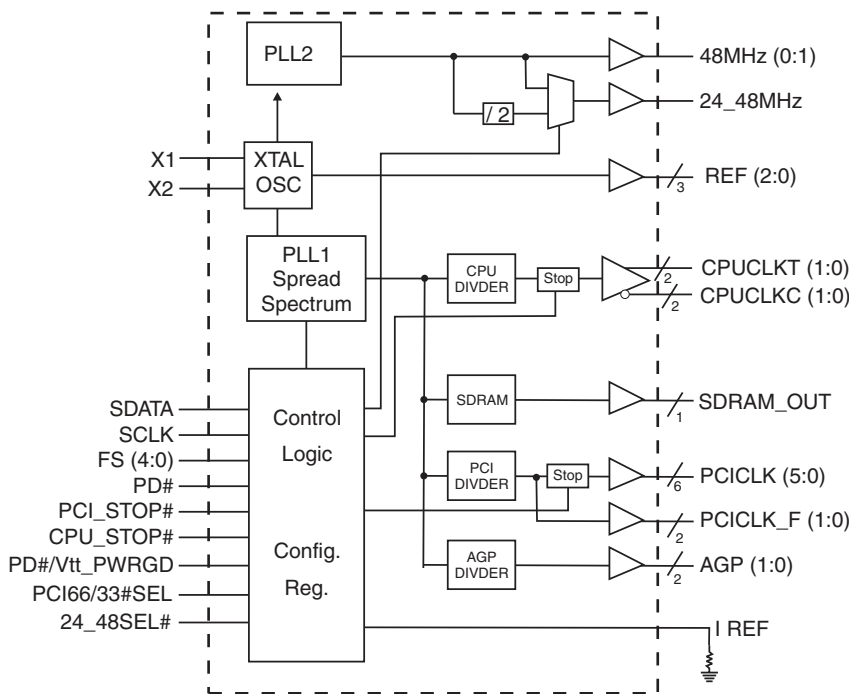 PLL2
48MHz (0:1)
/ 2
24_48MHz
X1
X2
XTAL
OSC
3
REF (2:0)
PLL1
Spread
Spectrum
CPU
DIVDER
Stop
2
CPUCLKT (1:0)
2
CPUCLKC (1:0)
SDATA
SCLK
FS (4:0)
PD#
PCI_STOP#
CPU_STOP#
PD#/Vtt_PWRGD
PCI66/33#SEL
24_48SEL#
Control
Logic
Config.
Reg.
SDRAM
1
SDRAM_OUT
PCI
DIVDER
Stop
6
PCICLK (5:0)
2
PCICLK_F (1:0)
AGP
DIVDER
2
AGP (1:0)
I REF